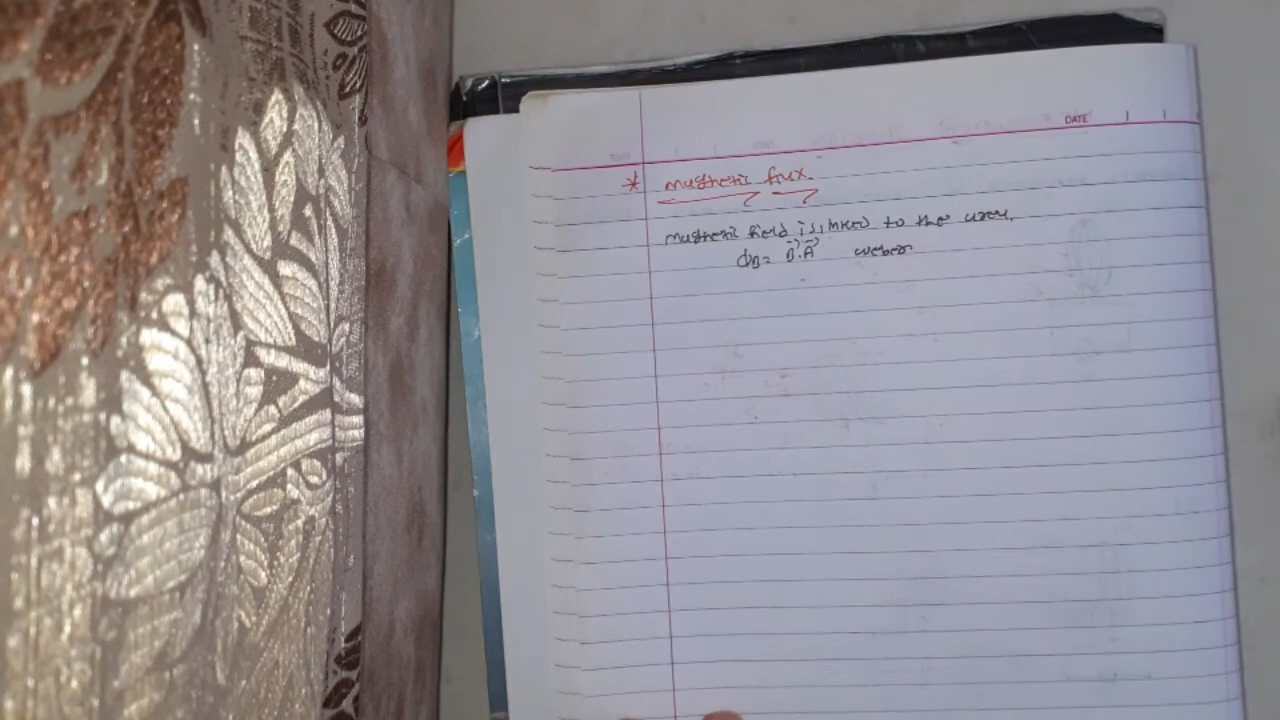 DATE
* magnetic flux.
magnetic field is linked to the area.
ΦB = B⃗.A⃗ weber